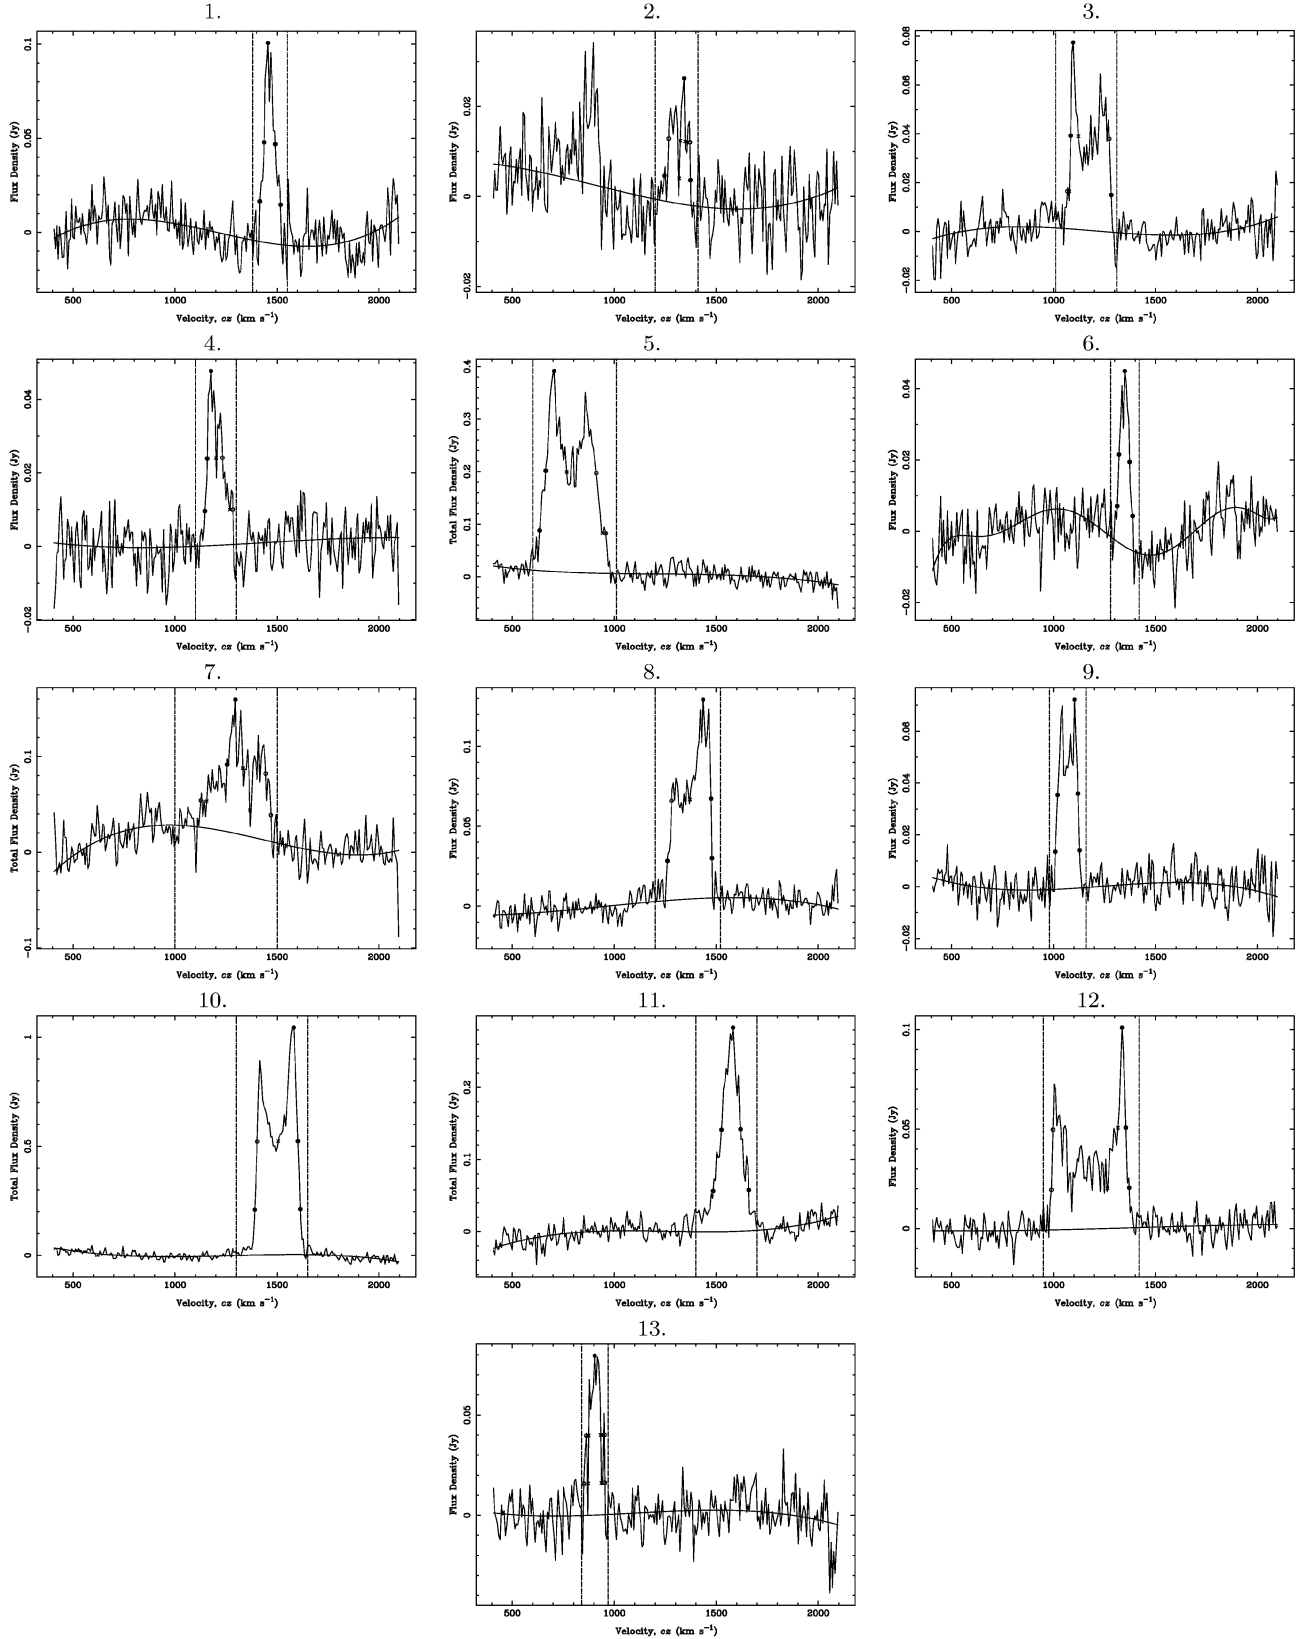 1. 2. 3.
0.1 0.05 0
Flux Density (Jy)
500 1000 1500 2000
Velocity, cz (km s⁻¹)
0.02 0 −0.02
Flux Density (Jy)
500 1000 1500 2000
Velocity, cz (km s⁻¹)
0.08 0.06 0.04 0.02 0 −0.02
Flux Density (Jy)
500 1000 1500 2000
Velocity, cz (km s⁻¹)
4. 5. 6.
0.04 0.02 0 −0.02
Flux Density (Jy)
500 1000 1500 2000
Velocity, cz (km s⁻¹)
0.4 0.3 0.2 0.1 0
Total Flux Density (Jy)
500 1000 1500 2000
Velocity, cz (km s⁻¹)
0.04 0.02 0 −0.02
Flux Density (Jy)
500 1000 1500 2000
Velocity, cz (km s⁻¹)
7. 8. 9.
0.1 0 −0.1
Total Flux Density (Jy)
500 1000 1500 2000
Velocity, cz (km s⁻¹)
0.1 0.05 0
Flux Density (Jy)
500 1000 1500 2000
Velocity, cz (km s⁻¹)
0.06 0.04 0.02 0 −0.02
Flux Density (Jy)
500 1000 1500 2000
Velocity, cz (km s⁻¹)
10. 11. 12.
1 0.5 0
Total Flux Density (Jy)
500 1000 1500 2000
Velocity, cz (km s⁻¹)
0.2 0.1 0
Total Flux Density (Jy)
500 1000 1500 2000
Velocity, cz (km s⁻¹)
0.1 0.05 0
Flux Density (Jy)
500 1000 1500 2000
Velocity, cz (km s⁻¹)
13.
0.05 0
Flux Density (Jy)
500 1000 1500 2000
Velocity, cz (km s⁻¹)